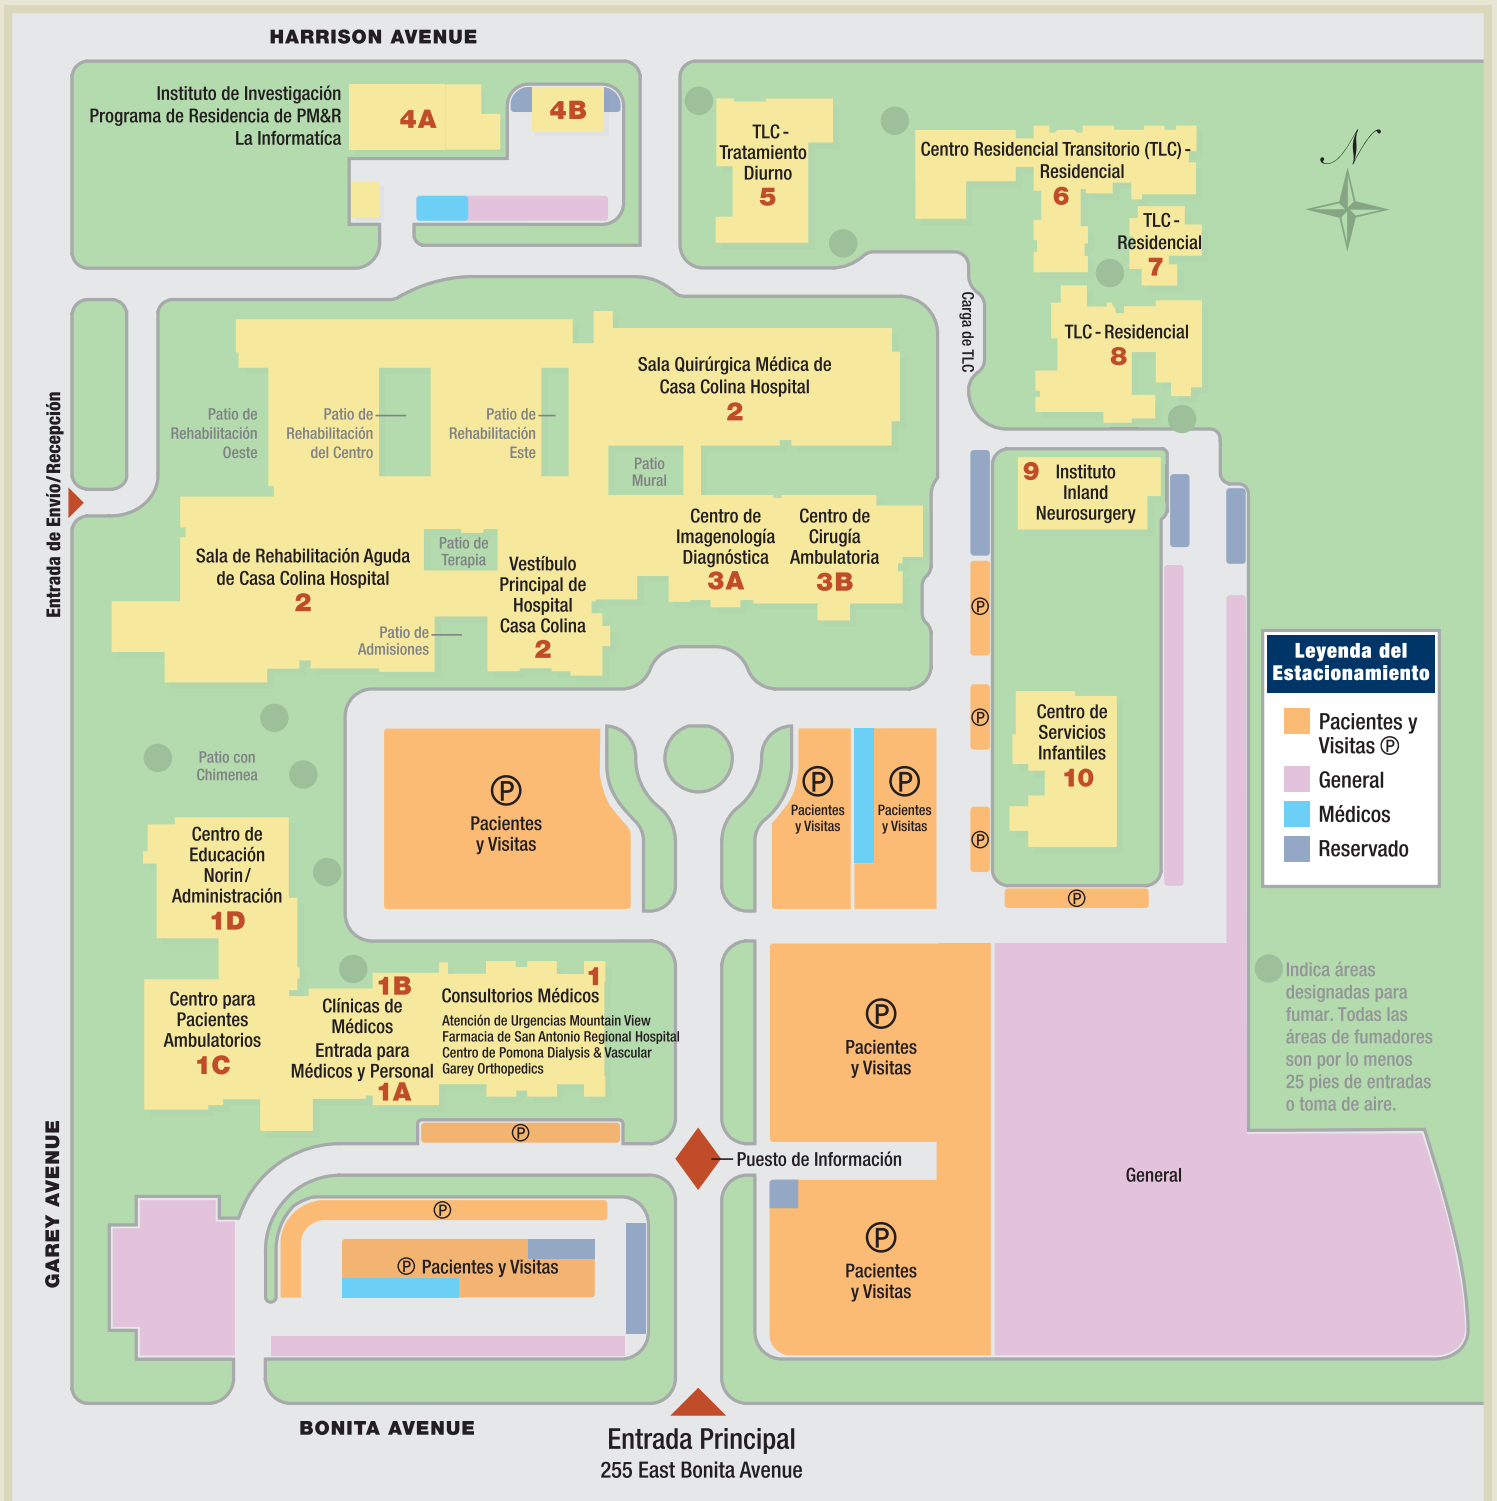 HARRISON AVENUE
Instituto de Investigación
Programa de Residencia de PM&R
La Informatíca
4A
4B
TLC -
Tratamiento
Diurno
5
Centro Residencial Transitorio (TLC) -
Residencial
6
TLC -
Residencial
7
TLC - Residencial
8
N
Carga de TLC
Entrada de Envío/Recepción
Sala Quirúrgica Médica de
Casa Colina Hospital
2
Patio de
Rehabilitación
Oeste
Patio de
Rehabilitación
del Centro
Patio de
Rehabilitación
Este
Patio
Mural
9
Instituto
Inland
Neurosurgery
Sala de Rehabilitación Aguda
de Casa Colina Hospital
2
Patio de
Terapia
Vestíbulo
Principal de
Hospital
Casa Colina
2
Centro de
Imagenología
Diagnóstica
3A
Centro de
Cirugía
Ambulatoria
3B
Patio de
Admisiones
P
P
P
P
Leyenda del
Estacionamiento
Pacientes y
Visitas P
General
Médicos
Reservado
Centro de
Servicios
Infantiles
10
Patio con
Chimenea
P
Pacientes
y Visitas
P
Pacientes
y Visitas
P
Pacientes
y Visitas
Centro de
Educación
Norin/
Administración
1D
Centro para
Pacientes
Ambulatorios
1C
1B
Clínicas de
Médicos
Entrada para
Médicos y Personal
1A
1
Consultorios Médicos
Atención de Urgencias Mountain View
Farmacia de San Antonio Regional Hospital
Centro de Pomona Dialysis & Vascular
Garey Orthopedics
P
Pacientes
y Visitas
Indica áreas
designadas para
fumar. Todas las
áreas de fumadores
son por lo menos
25 pies de entradas
o toma de aire.
GAREY AVENUE
P
Puesto de Información
General
P
P Pacientes y Visitas
P
Pacientes
y Visitas
BONITA AVENUE
Entrada Principal
255 East Bonita Avenue